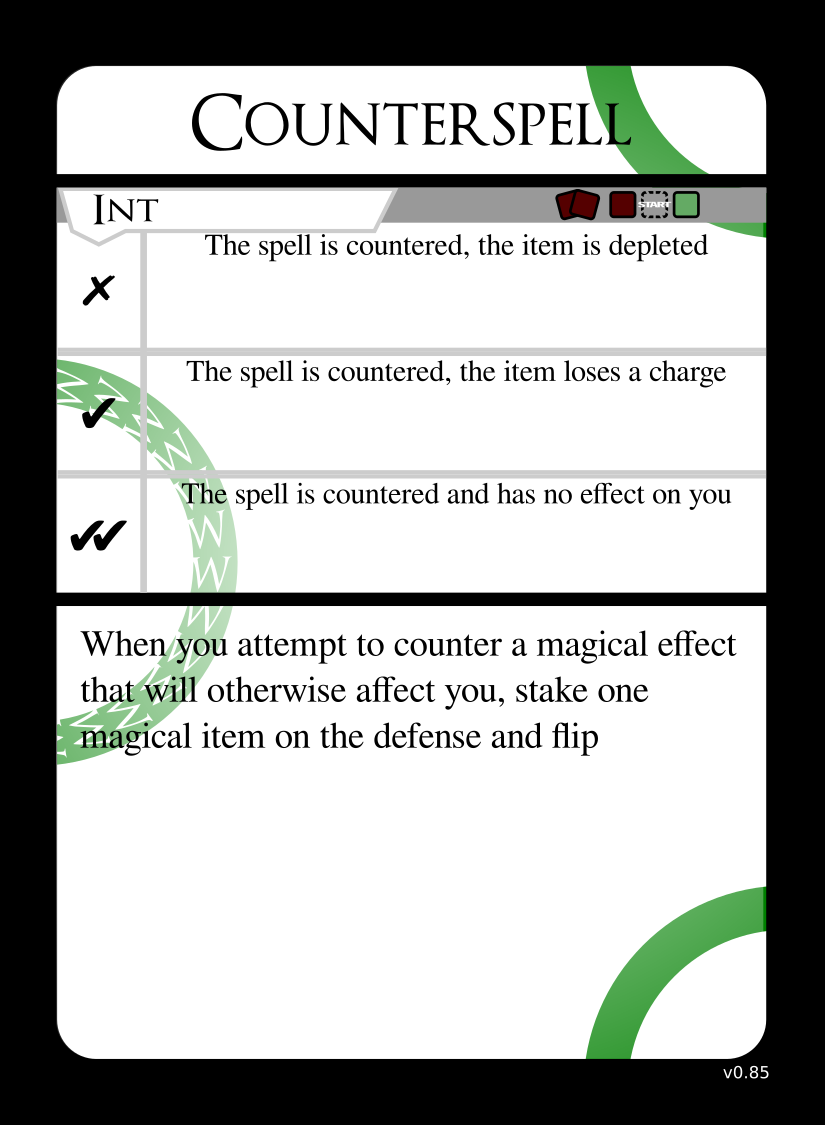 COUNTERSPELL
INT
START
The spell is countered, the item is depleted
✗
The spell is countered, the item loses a charge
✔
The spell is countered and has no effect on you
✔✔
When you attempt to counter a magical effect
that will otherwise affect you, stake one
magical item on the defense and flip
v0.85